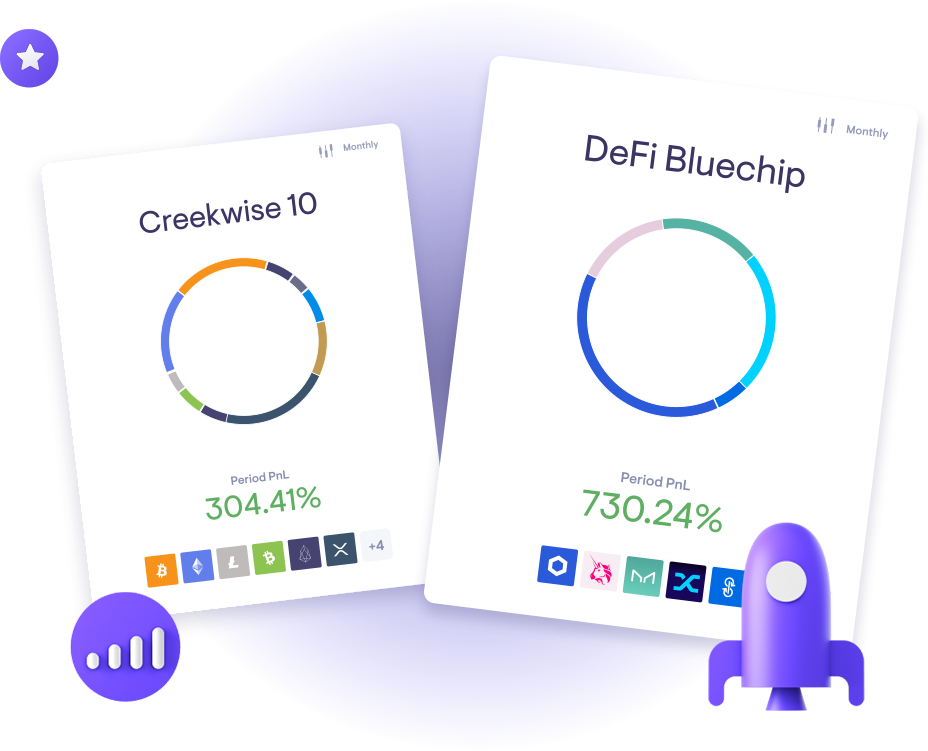 Monthly
Creekwise 10
Period PnL
304.41%
+4
Monthly
DeFi Bluechip
Period PnL
730.24%